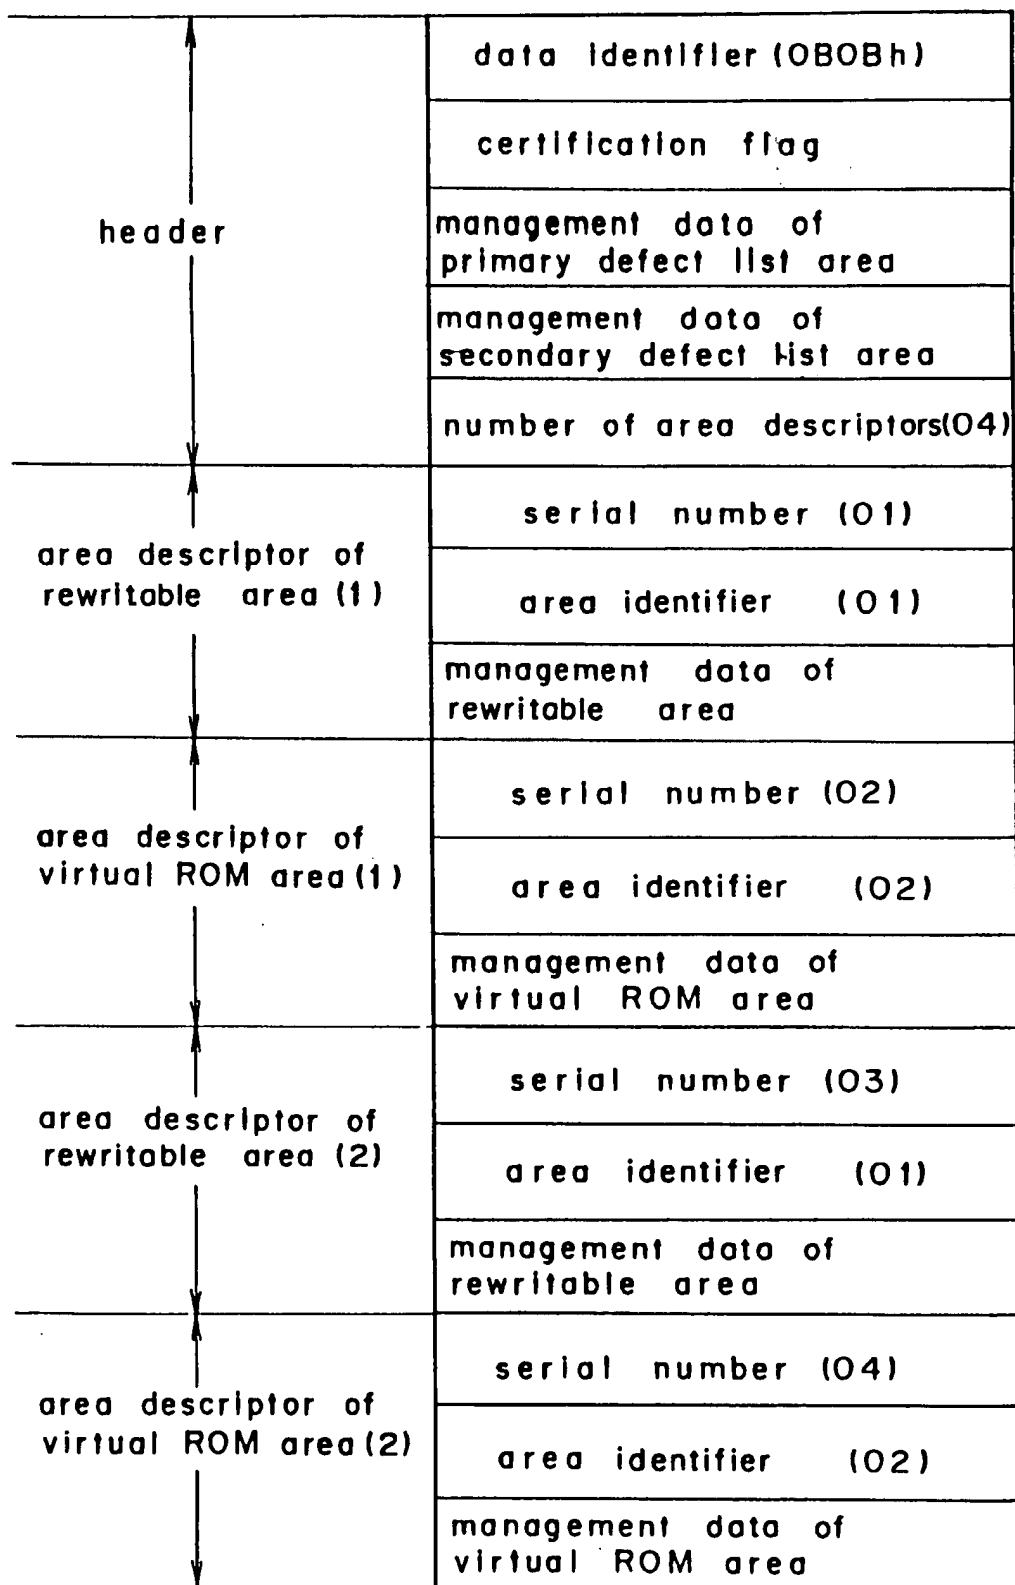 data identifier (0B0Bh)
certification flag
header
management data of
primary defect list area
management data of
secondary defect list area
number of area descriptors(04)
serial number (01)
area descriptor of
rewritable area (1)
area identifier (01)
management data of
rewritable area
serial number (02)
area descriptor of
virtual ROM area (1)
area identifier (02)
management data of
virtual ROM area
serial number (03)
area descriptor of
rewritable area (2)
area identifier (01)
management data of
rewritable area
serial number (04)
area descriptor of
virtual ROM area (2)
area identifier (02)
management data of
virtual ROM area